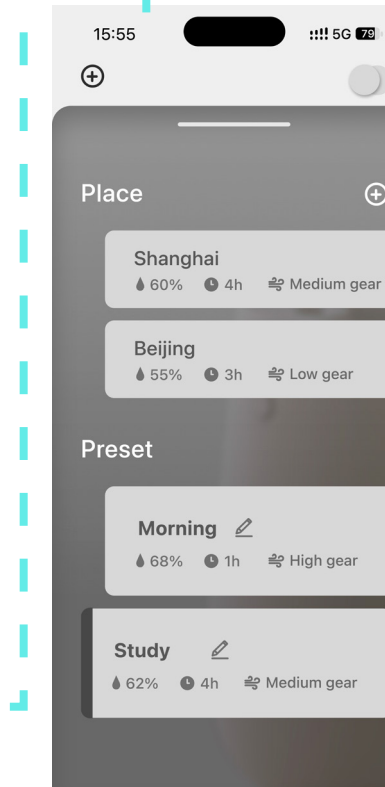 15:55
5G 79
Place
Shanghai
60% 4h Medium gear
Beijing
55% 3h Low gear
Preset
Morning
68% 1h High gear
Study
62% 4h Medium gear